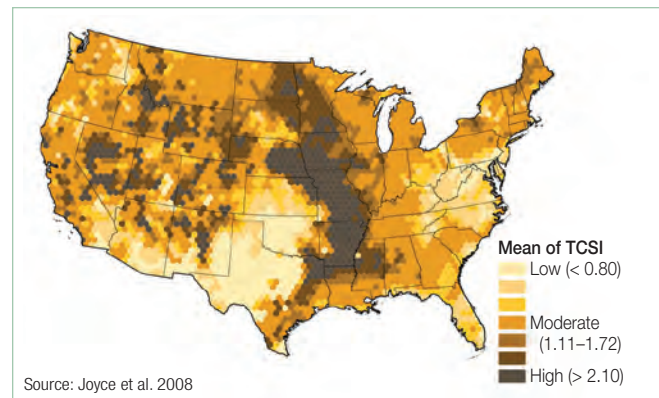 Mean of TCSI
Low (< 0.80)
Moderate
(1.11–1.72)
High (> 2.10)
Source: Joyce et al. 2008